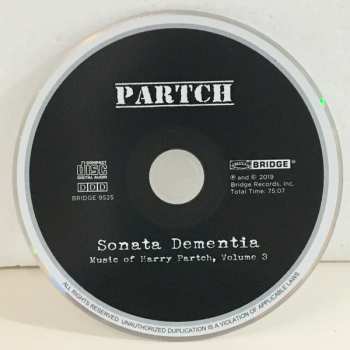 PARTCH
COMPACT
DISC
DIGITAL AUDIO
DDD
BRIDGE 9525
BRIDGE
℗ and © 2019
Bridge Records, Inc.
Total Time: 75:07
Sonata Dementia
Music of Harry Partch, Volume 3
ALL RIGHTS RESERVED. UNAUTHORIZED DUPLICATION IS A VIOLATION OF APPLICABLE LAWS